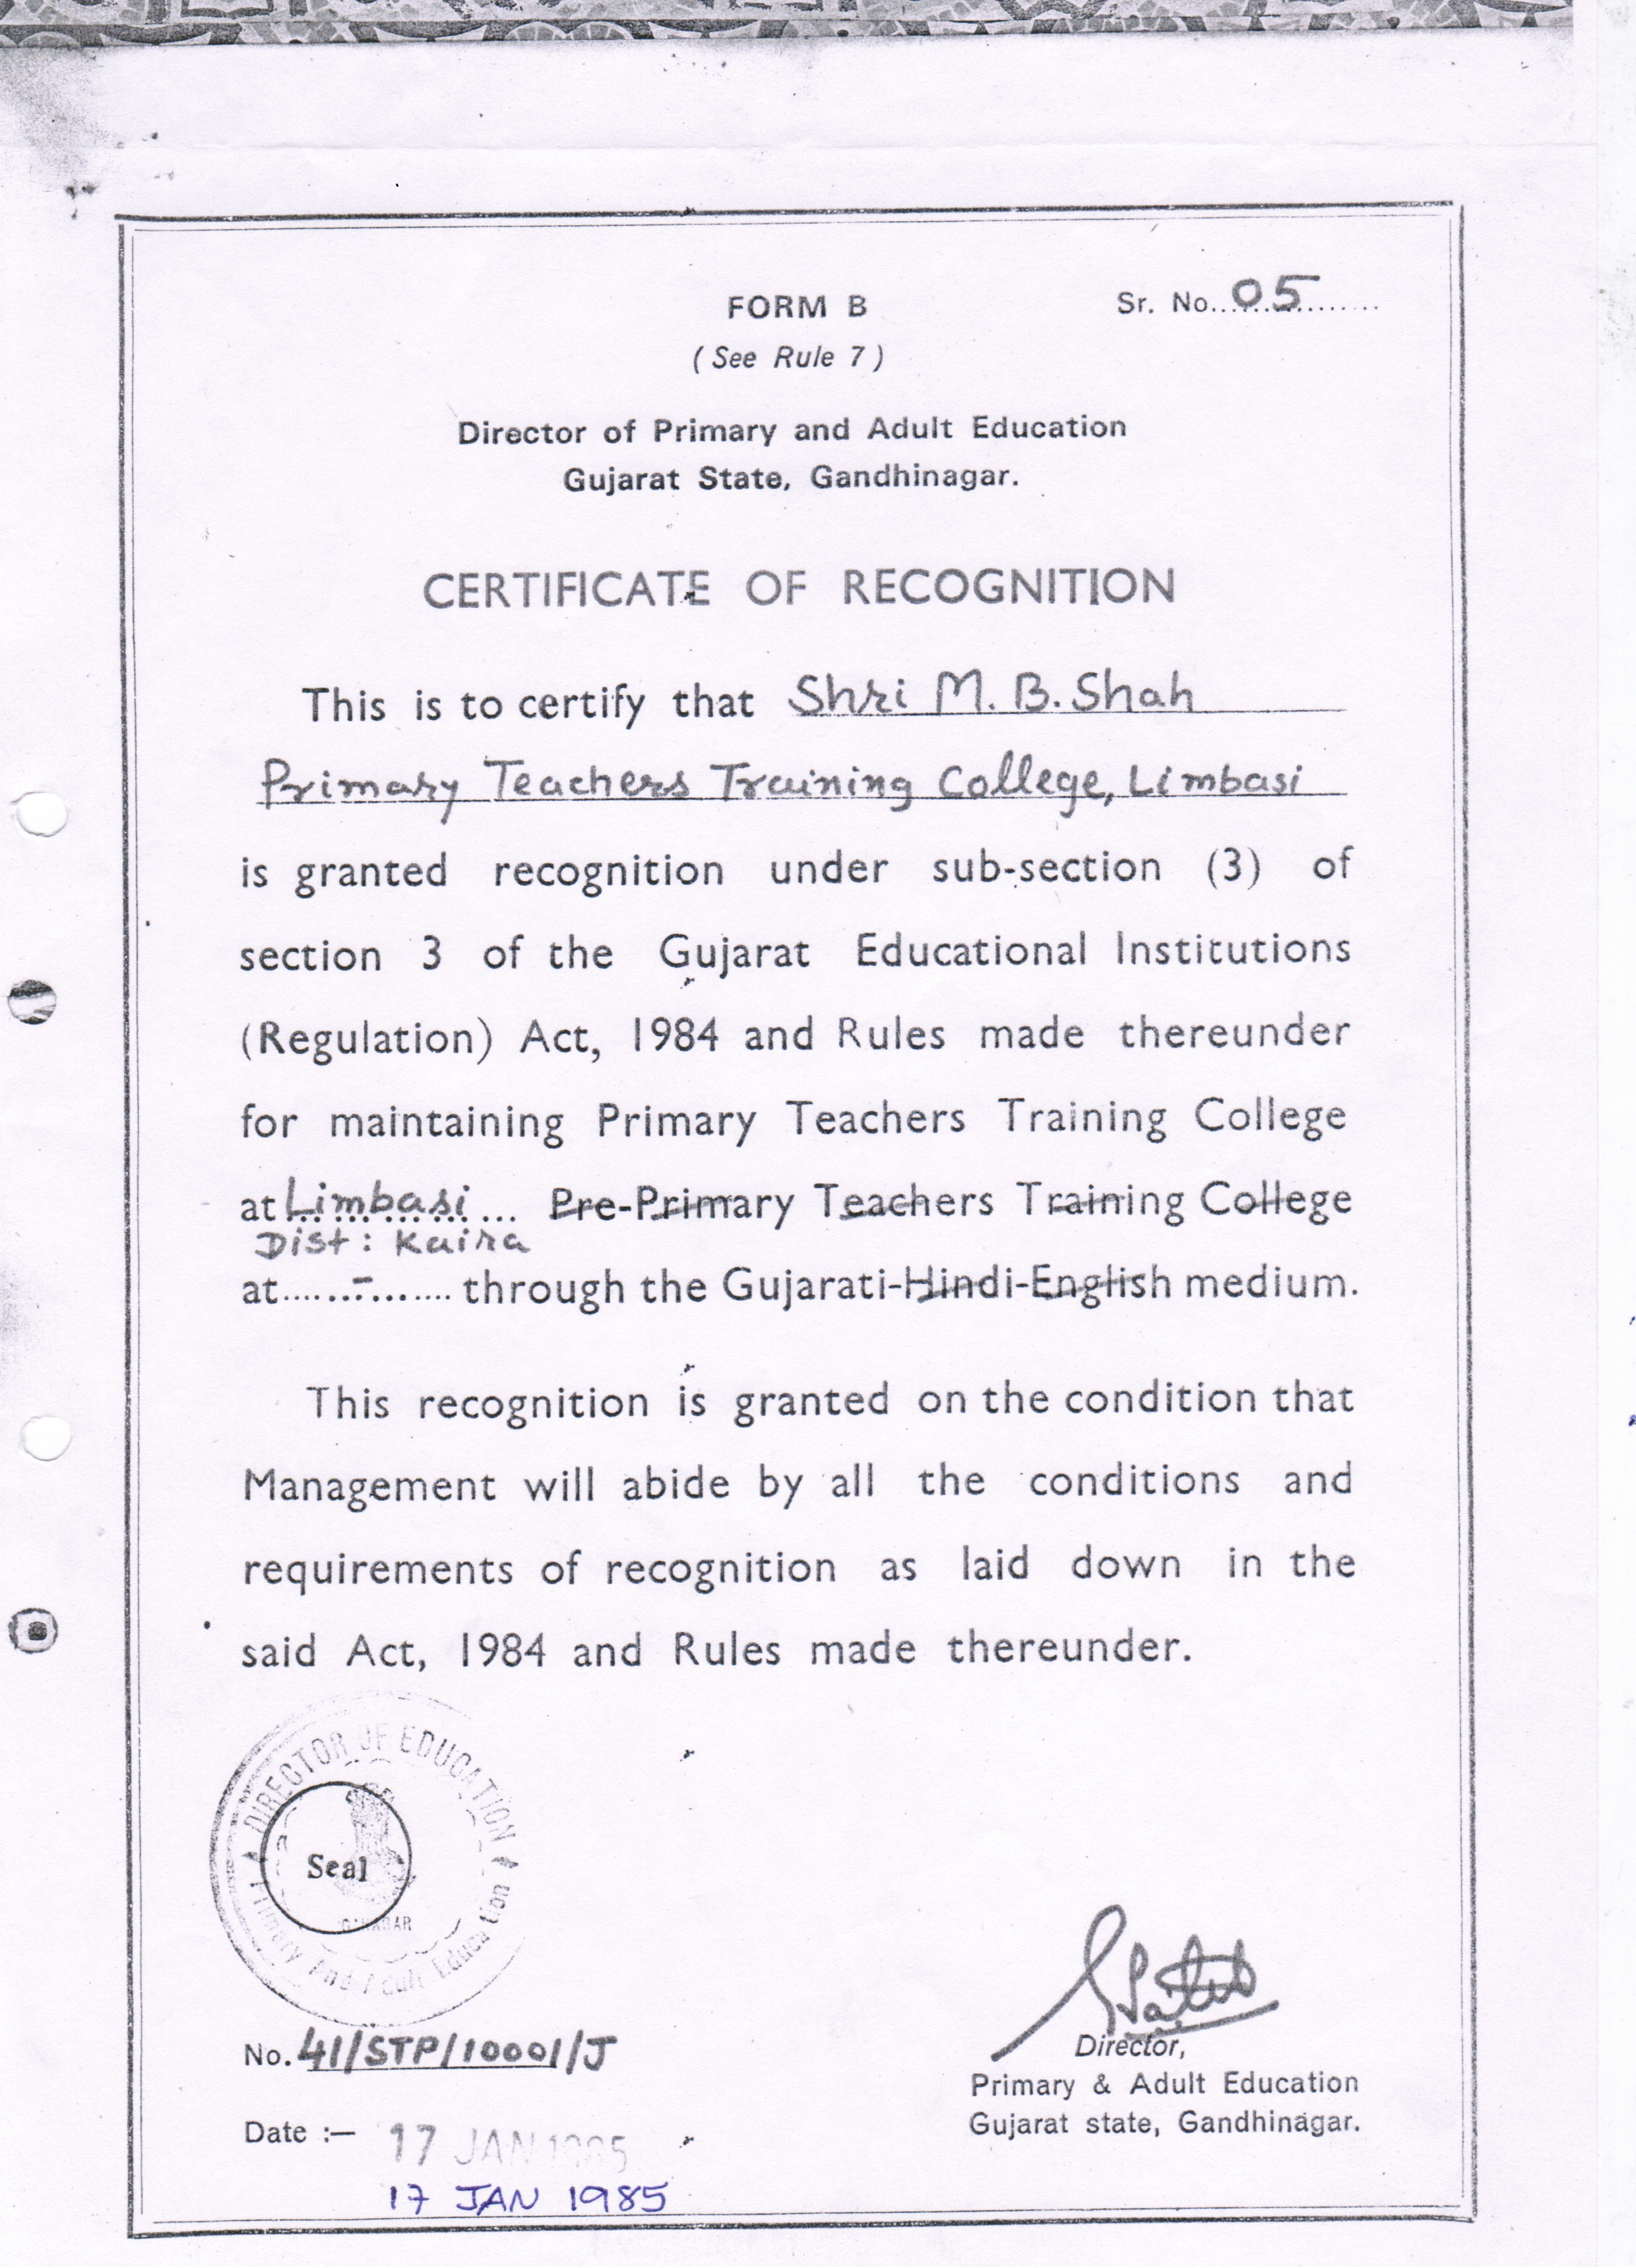 FORM B
Sr. No. 05
( See Rule 7 )
Director of Primary and Adult Education
Gujarat State, Gandhinagar.
CERTIFICATE OF RECOGNITION
This is to certify that Shri M. B. Shah
Primary Teachers Training College, Limbasi
is granted recognition under sub-section (3) of
section 3 of the Gujarat Educational Institutions
(Regulation) Act, 1984 and Rules made thereunder
for maintaining Primary Teachers Training College
at Limbasi ... Pre-Primary Teachers Training College
Dist : Kaira
at......-........ through the Gujarati-Hindi-English medium.
This recognition is granted on the condition that
Management will abide by all the conditions and
requirements of recognition as laid down in the
said Act, 1984 and Rules made thereunder.
DIRECTOR OF EDUCATION
Seal
Primary And Adult Education
No. 41/STP/10001/J
Director,
Primary & Adult Education
Gujarat state, Gandhinagar.
Date :— 17 JAN 1985
17 JAN 1985